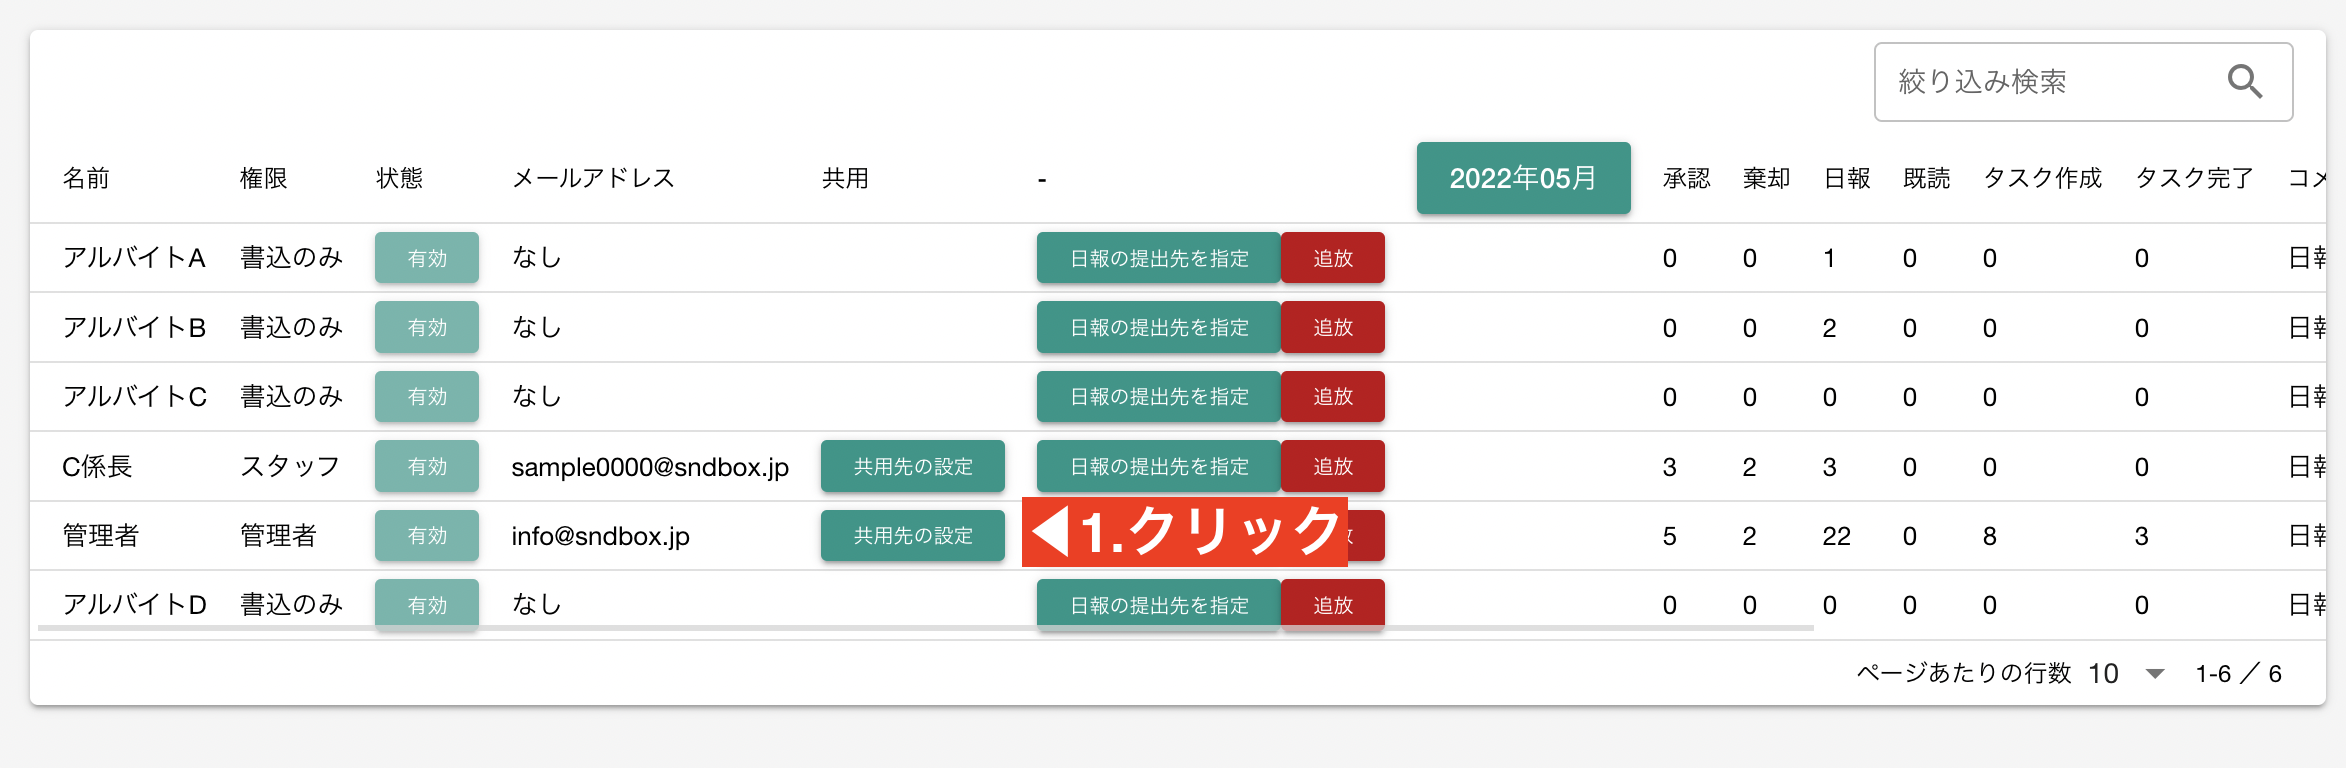 絞り込み検索
名前 権限 状態 メールアドレス 共用 - 2022年05月 承認 棄却 日報 既読 タスク作成 タスク完了 コメ
アルバイトA 書込のみ 有効 なし 日報の提出先を指定 追放 0 0 1 0 0 0 日報
アルバイトB 書込のみ 有効 なし 日報の提出先を指定 追放 0 0 2 0 0 0 日報
アルバイトC 書込のみ 有効 なし 日報の提出先を指定 追放 0 0 0 0 0 0 日報
C係長 スタッフ 有効 sample0000@sndbox.jp 共用先の設定 日報の提出先を指定 追放 3 2 3 0 0 0 日報
管理者 管理者 有効 info@sndbox.jp 共用先の設定 ◀1.クリック 5 2 22 0 8 3 日報
アルバイトD 書込のみ 有効 なし 日報の提出先を指定 追放 0 0 0 0 0 0 日報
ページあたりの行数 10 1-6 / 6